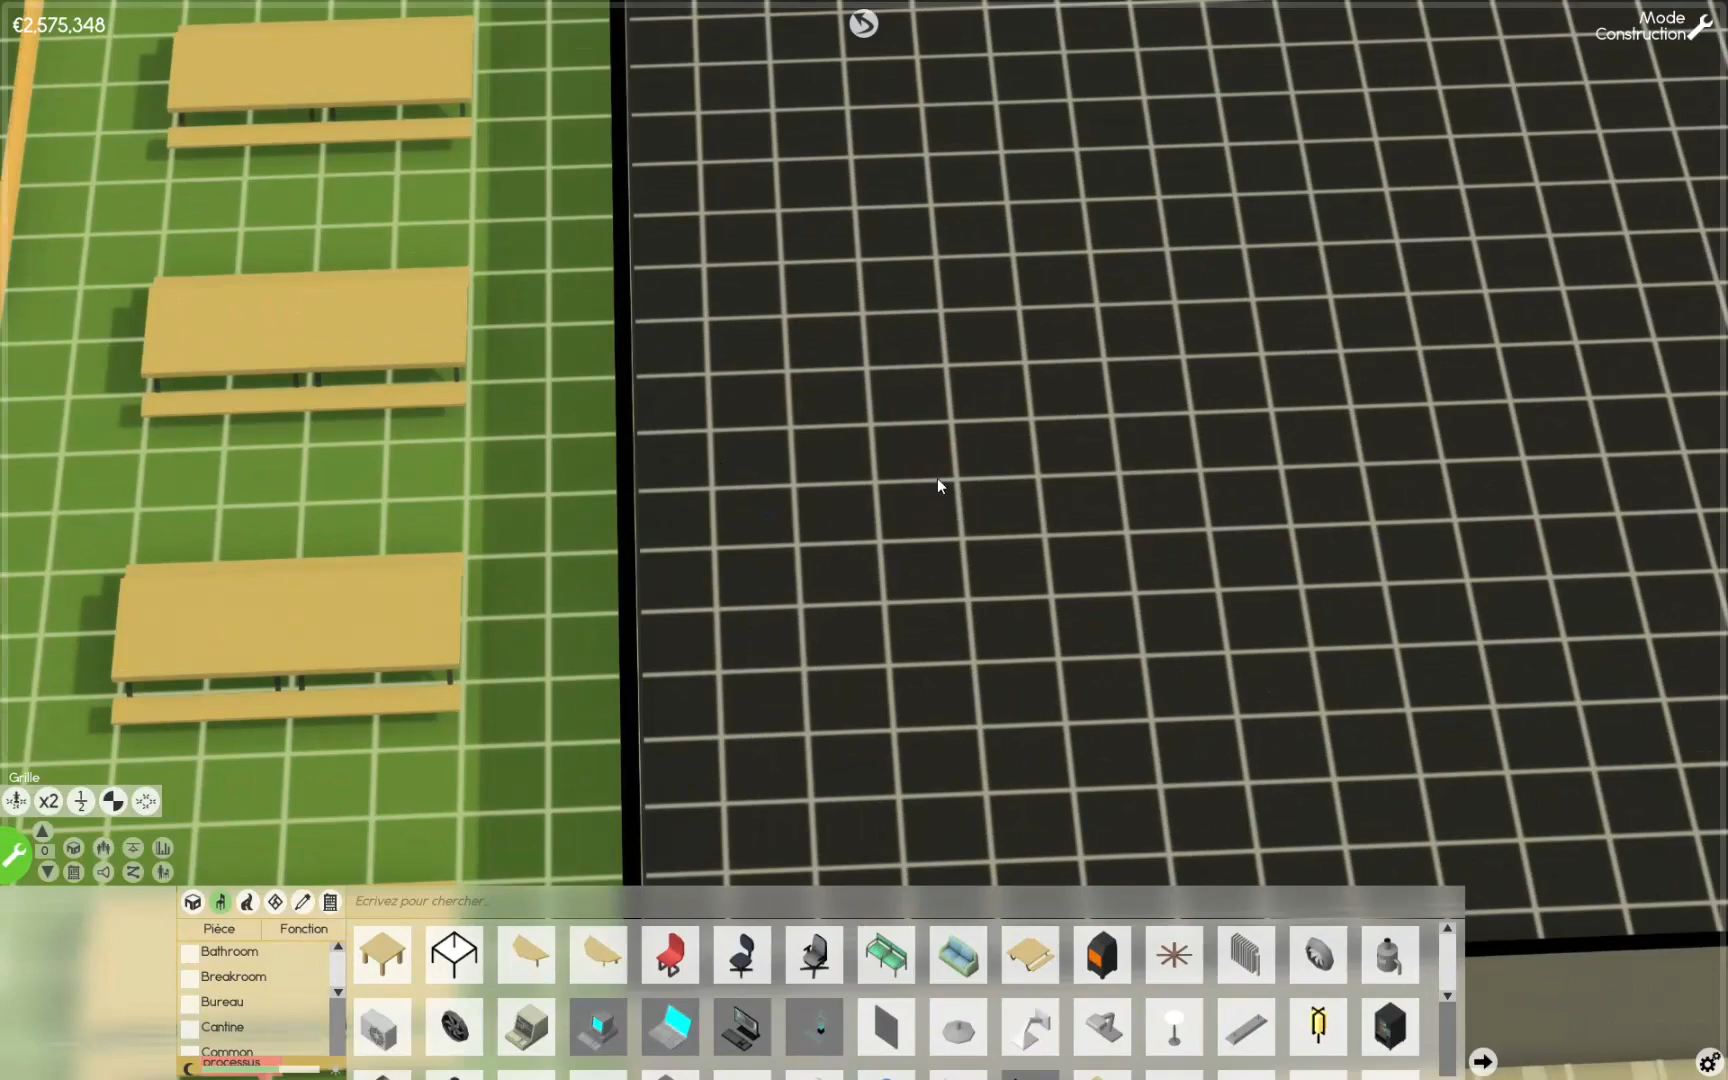 €2,575,348
Mode
Construction
Grille
x2
1/2
0
Ecrivez pour chercher..
Pièce
Fonction
Bathroom
Breakroom
Bureau
Cantine
Common
processus